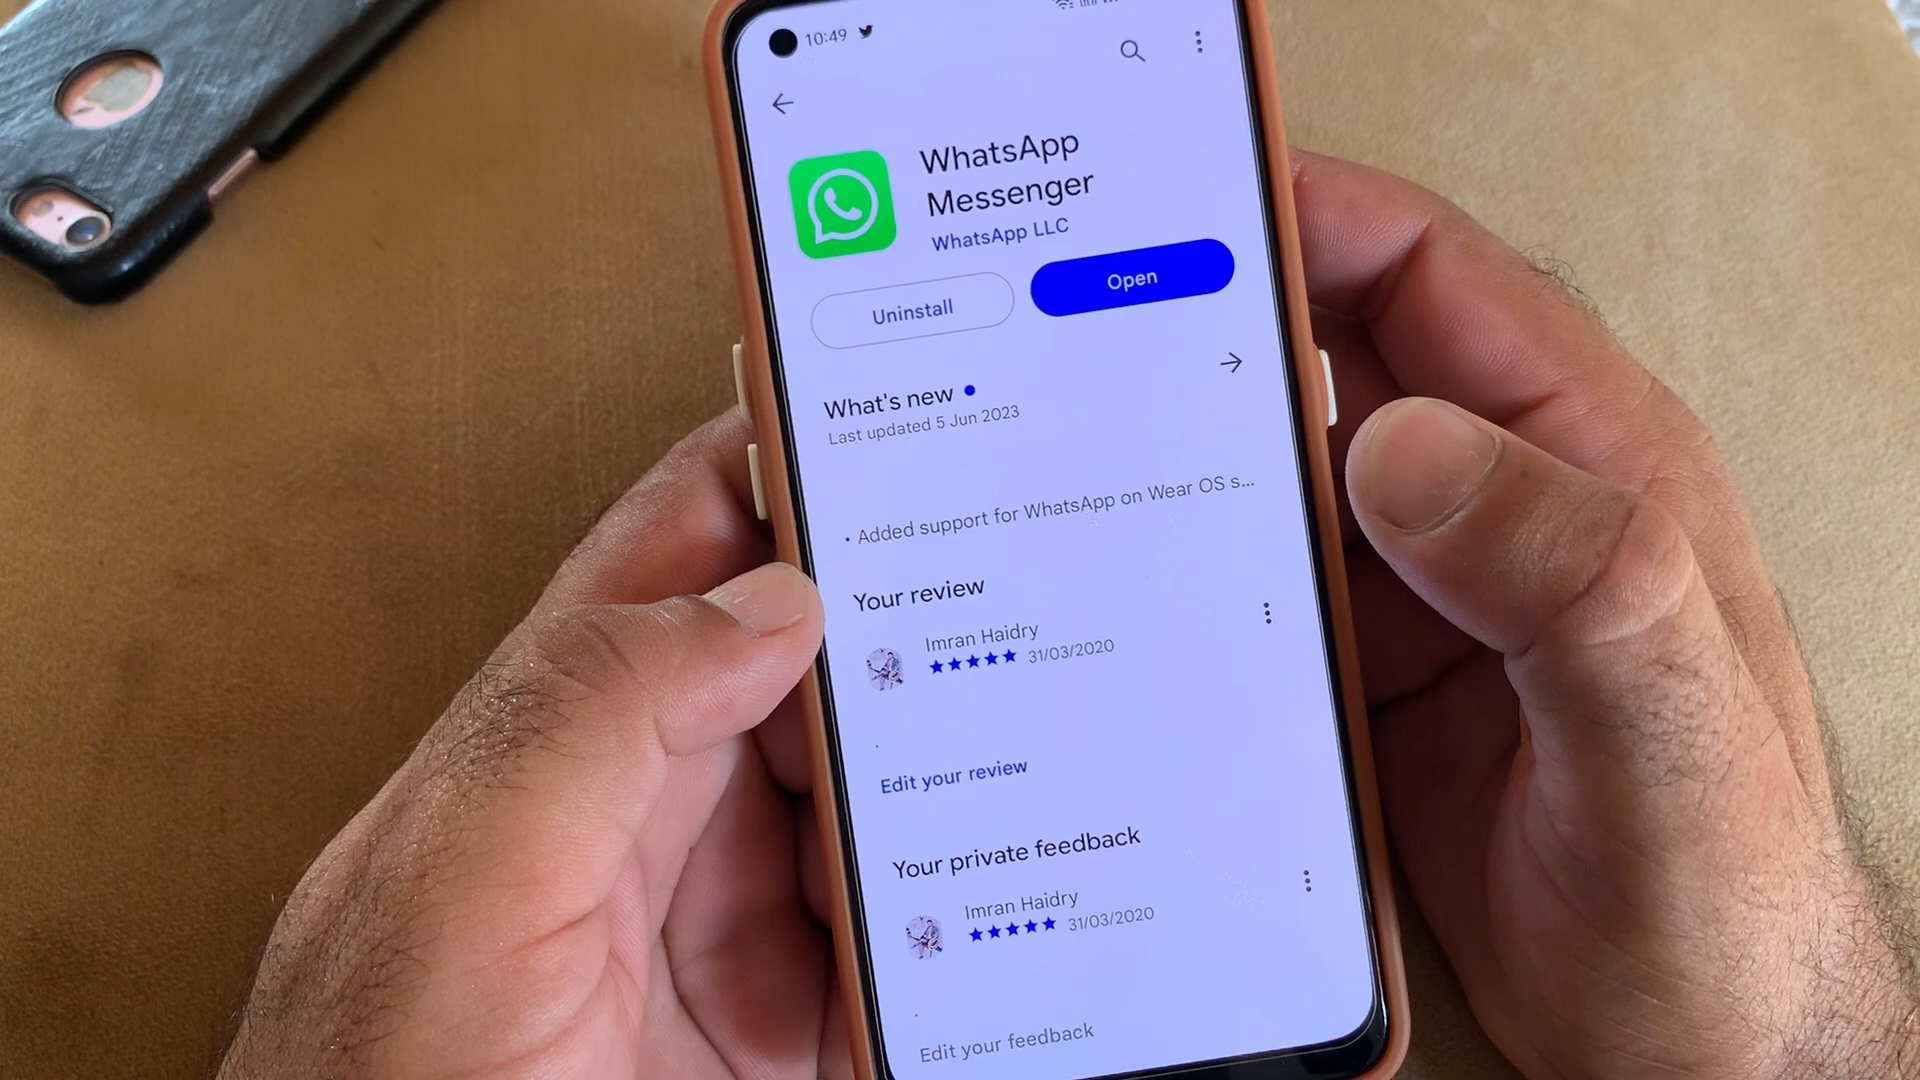 10:49
WhatsApp
Messenger
WhatsApp LLC
Uninstall
Open
What's new
Last updated 5 Jun 2023
• Added support for WhatsApp on Wear OS s...
Your review
Imran Haidry
★★★★★ 31/03/2020
.
Edit your review
Your private feedback
Imran Haidry
★★★★★ 31/03/2020
.
Edit your feedback